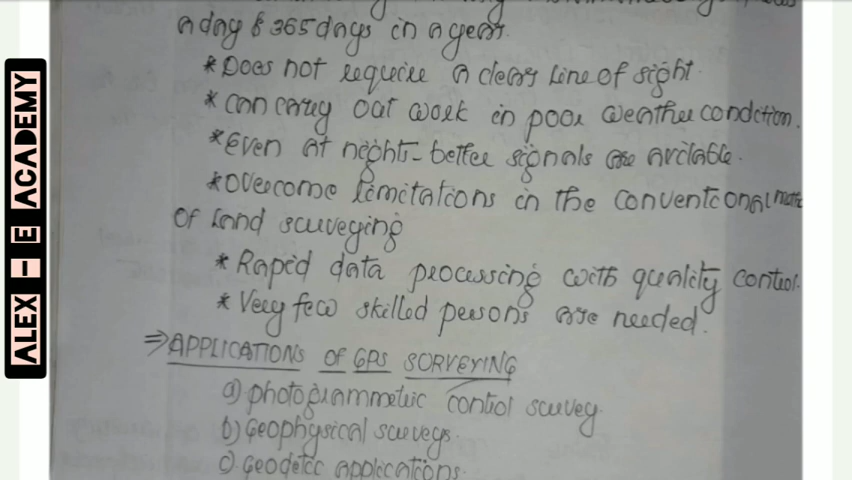 a day & 365 days in a year.
* Does not require a clear line of sight.
* can carry out work in poor weather condition.
* Even at night-better signals are available.
* overcome limitations in the conventional
of land surveying
* Rapid data processing with quality control.
* Very few skilled persons are needed.
⇒ APPLICATIONS OF GPS SURVEYING
a) photogrammetric control survey.
b) Geophysical surveys.
c) Geodetic applications.
ALEX - E ACADEMY